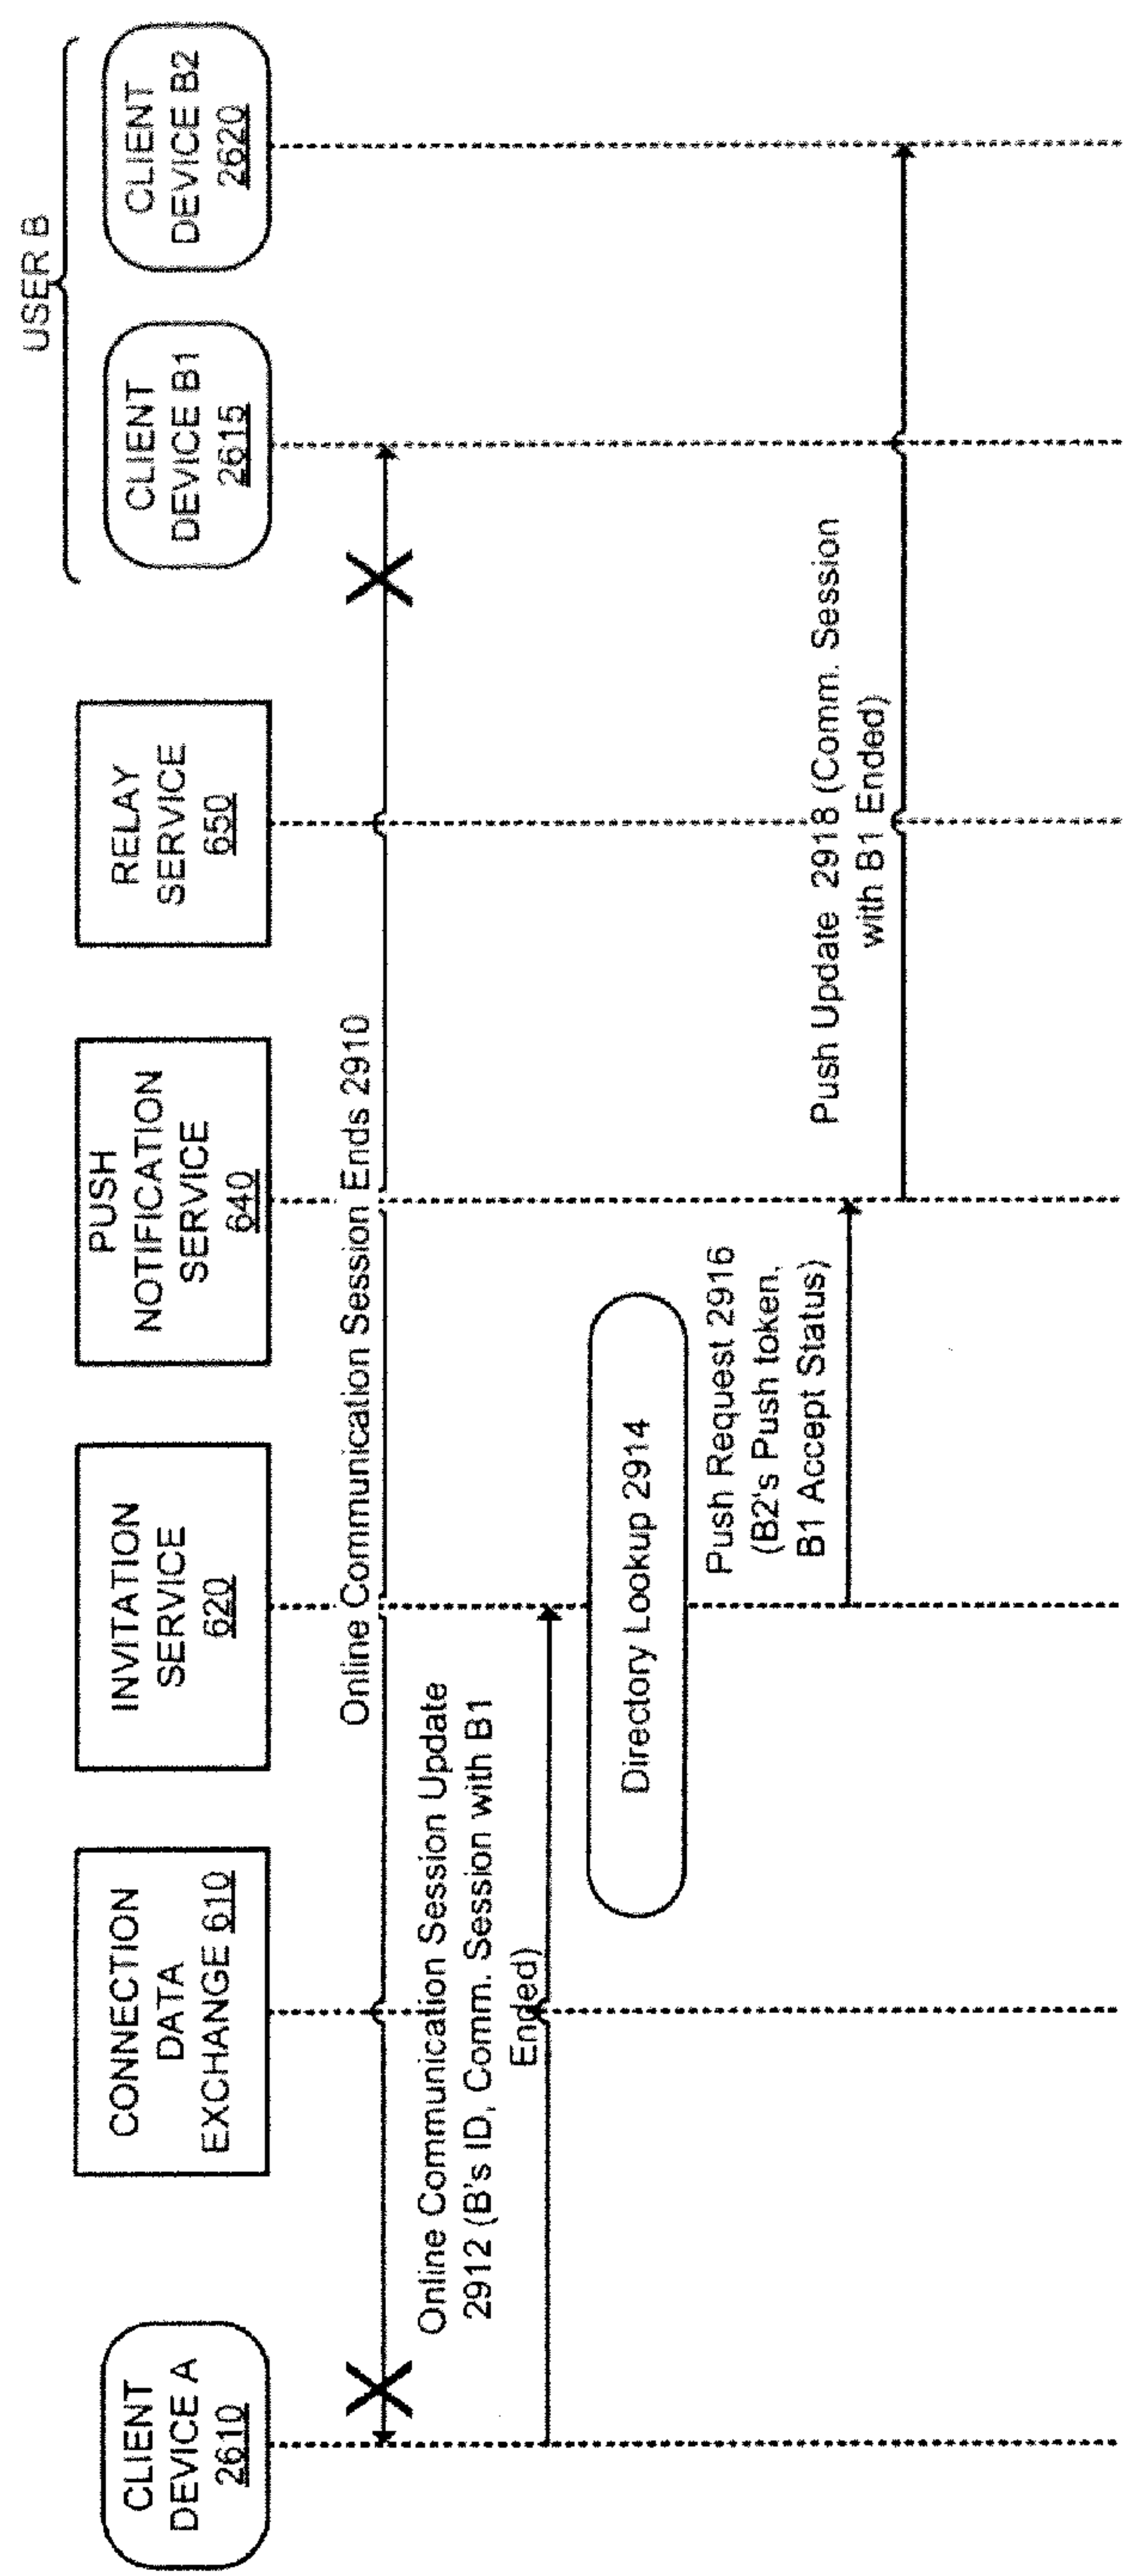 USER B
CLIENT
DEVICE A
2610
CONNECTION
DATA
EXCHANGE 610
INVITATION
SERVICE
620
PUSH
NOTIFICATION
SERVICE
640
RELAY
SERVICE
650
CLIENT
DEVICE B1
2615
CLIENT
DEVICE B2
2620
Online Communication Session Ends 2910
Online Communication Session Update
2912 (B's ID, Comm. Session with B1
Ended)
Directory Lookup 2914
Push Request 2916
(B2's Push token,
B1 Accept Status)
Push Update 2918 (Comm. Session
with B1 Ended)